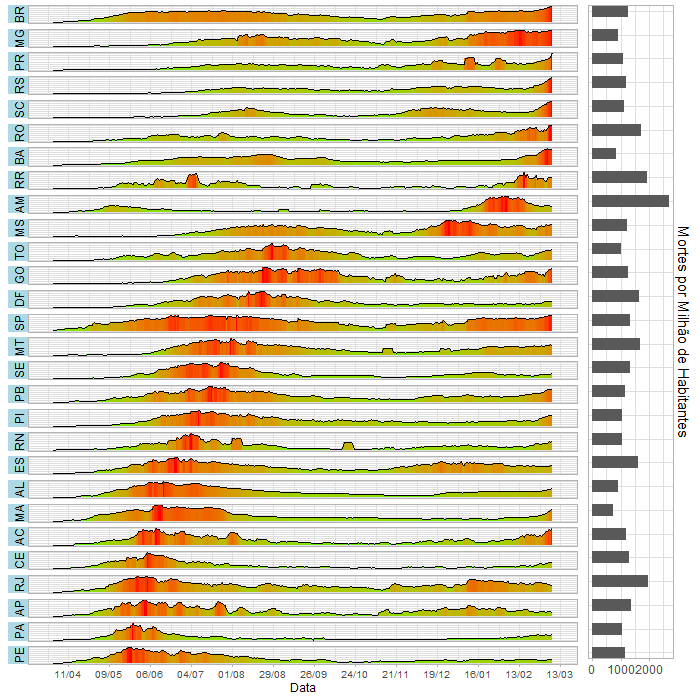 BR
MG
PR
RS
SC
RO
BA
RR
AM
MS
TO
GO
DF
SP
MT
SE
PB
PI
RN
ES
AL
MA
AC
CE
RJ
AP
PA
PE
11/04 09/05 06/06 04/07 01/08 29/08 26/09 24/10 21/11 19/12 16/01 13/02 13/03
Data
0 1000 2000
Mortes por Milhão de Habitantes